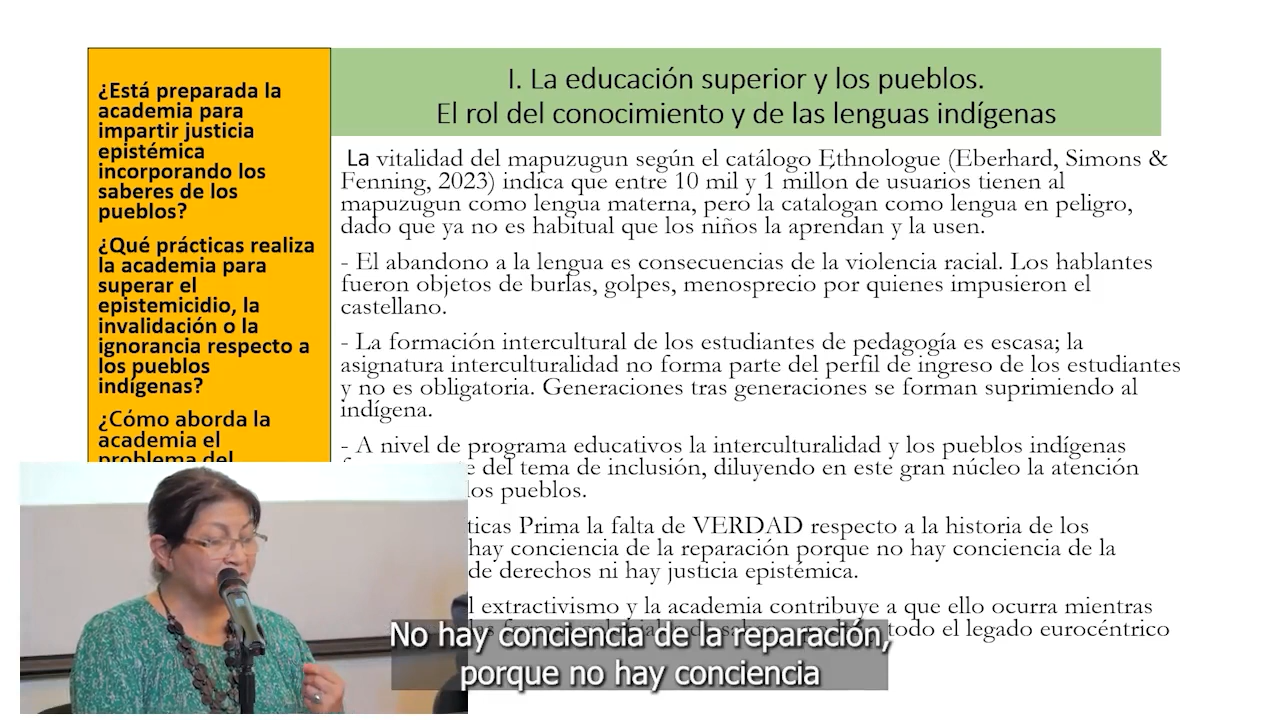 ¿Está preparada la
academia para
impartir justicia
epistémica
incorporando los
saberes de los
pueblos?
¿Qué prácticas realiza
la academia para
superar el
epistemicidio, la
invalidación o la
ignorancia respecto a
los pueblos
indígenas?
¿Cómo aborda la
academia el
problema del
I. La educación superior y los pueblos.
El rol del conocimiento y de las lenguas indígenas
La vitalidad del mapuzugun según el catálogo Ethnologue (Eberhard, Simons &
Fenning, 2023) indica que entre 10 mil y 1 millón de usuarios tienen al
mapuzugun como lengua materna, pero la catalogan como lengua en peligro,
dado que ya no es habitual que los niños la aprendan y la usen.
- El abandono a la lengua es consecuencias de la violencia racial. Los hablantes
fueron objetos de burlas, golpes, menosprecio por quienes impusieron el
castellano.
- La formación intercultural de los estudiantes de pedagogía es escasa; la
asignatura interculturalidad no forma parte del perfil de ingreso de los estudiantes
y no es obligatoria. Generaciones tras generaciones se forman suprimiendo al
indígena.
- A nivel de programa educativos la interculturalidad y los pueblos indígenas
del tema de inclusión, diluyendo en este gran núcleo la atención
los pueblos.
Prima la falta de VERDAD respecto a la historia de los
hay conciencia de la reparación porque no hay conciencia de la
de derechos ni hay justicia epistémica.
extractivismo y la academia contribuye a que ello ocurra mientras
todo el legado eurocéntrico
No hay conciencia de la reparación,
porque no hay conciencia